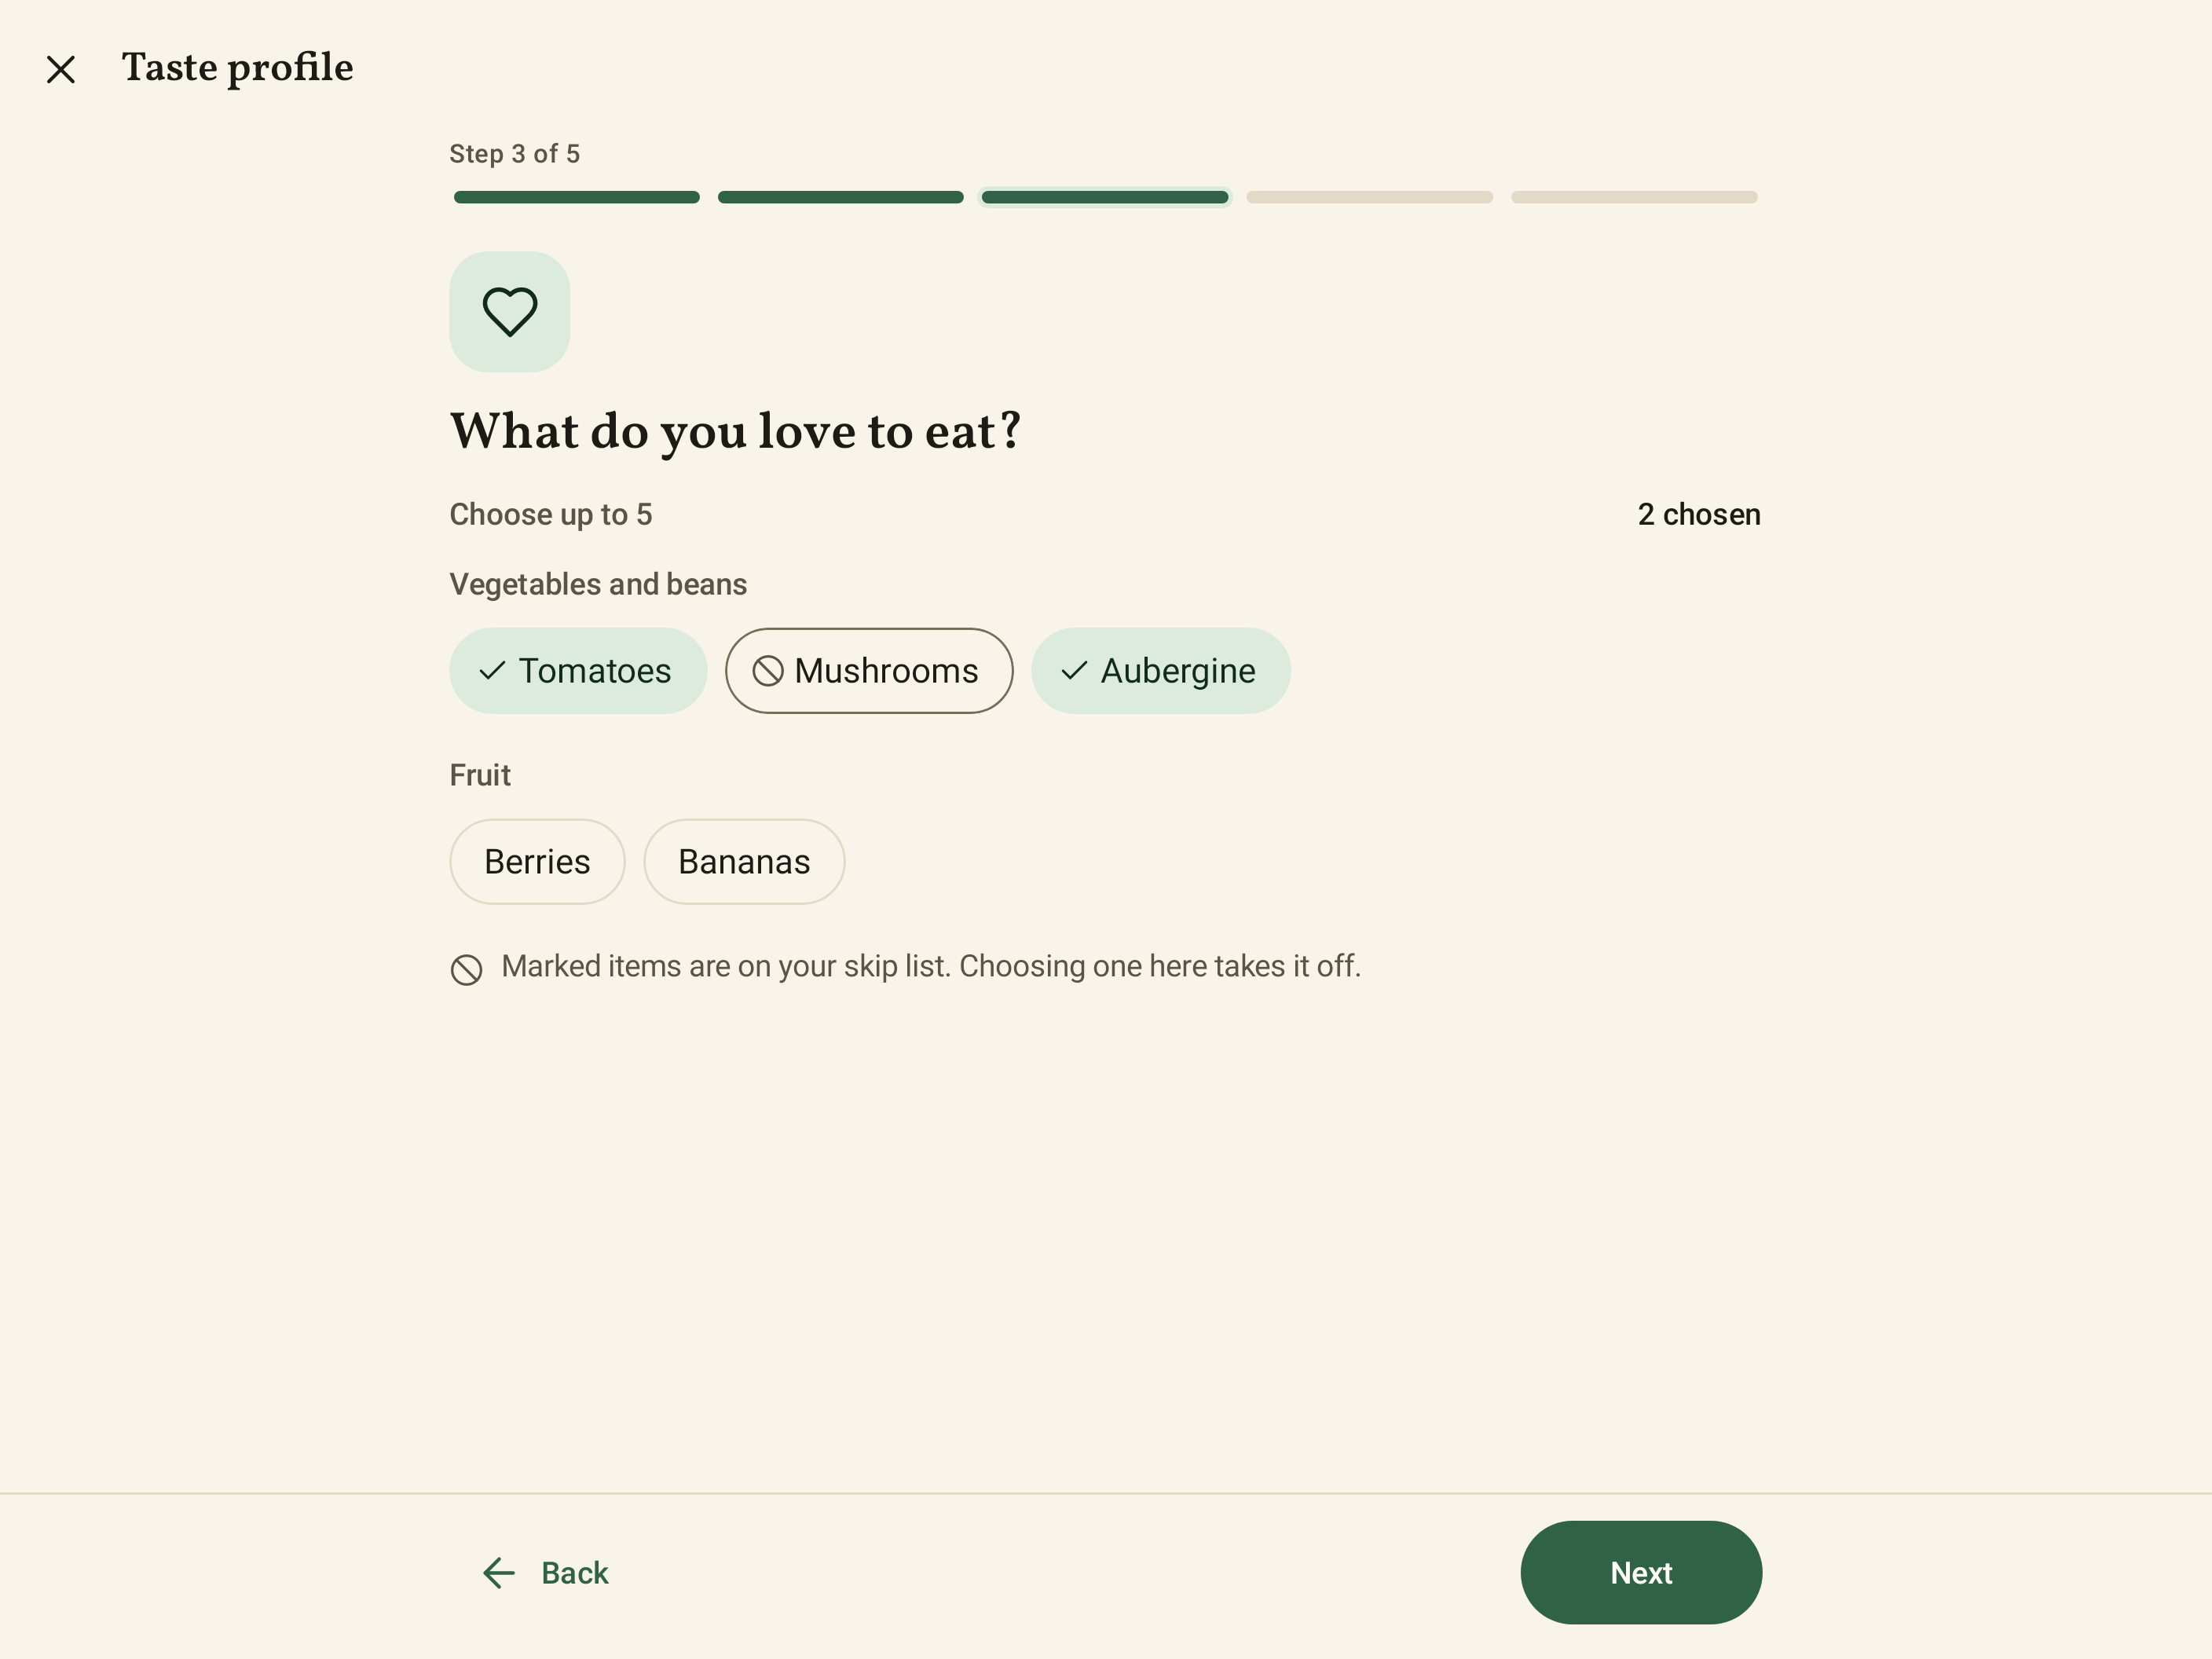 Taste profile
Step 3 of 5
What do you love to eat?
Choose up to 5
2 chosen
Vegetables and beans
Tomatoes
Mushrooms
Aubergine
Fruit
Berries
Bananas
Marked items are on your skip list. Choosing one here takes it off.
Back
Next